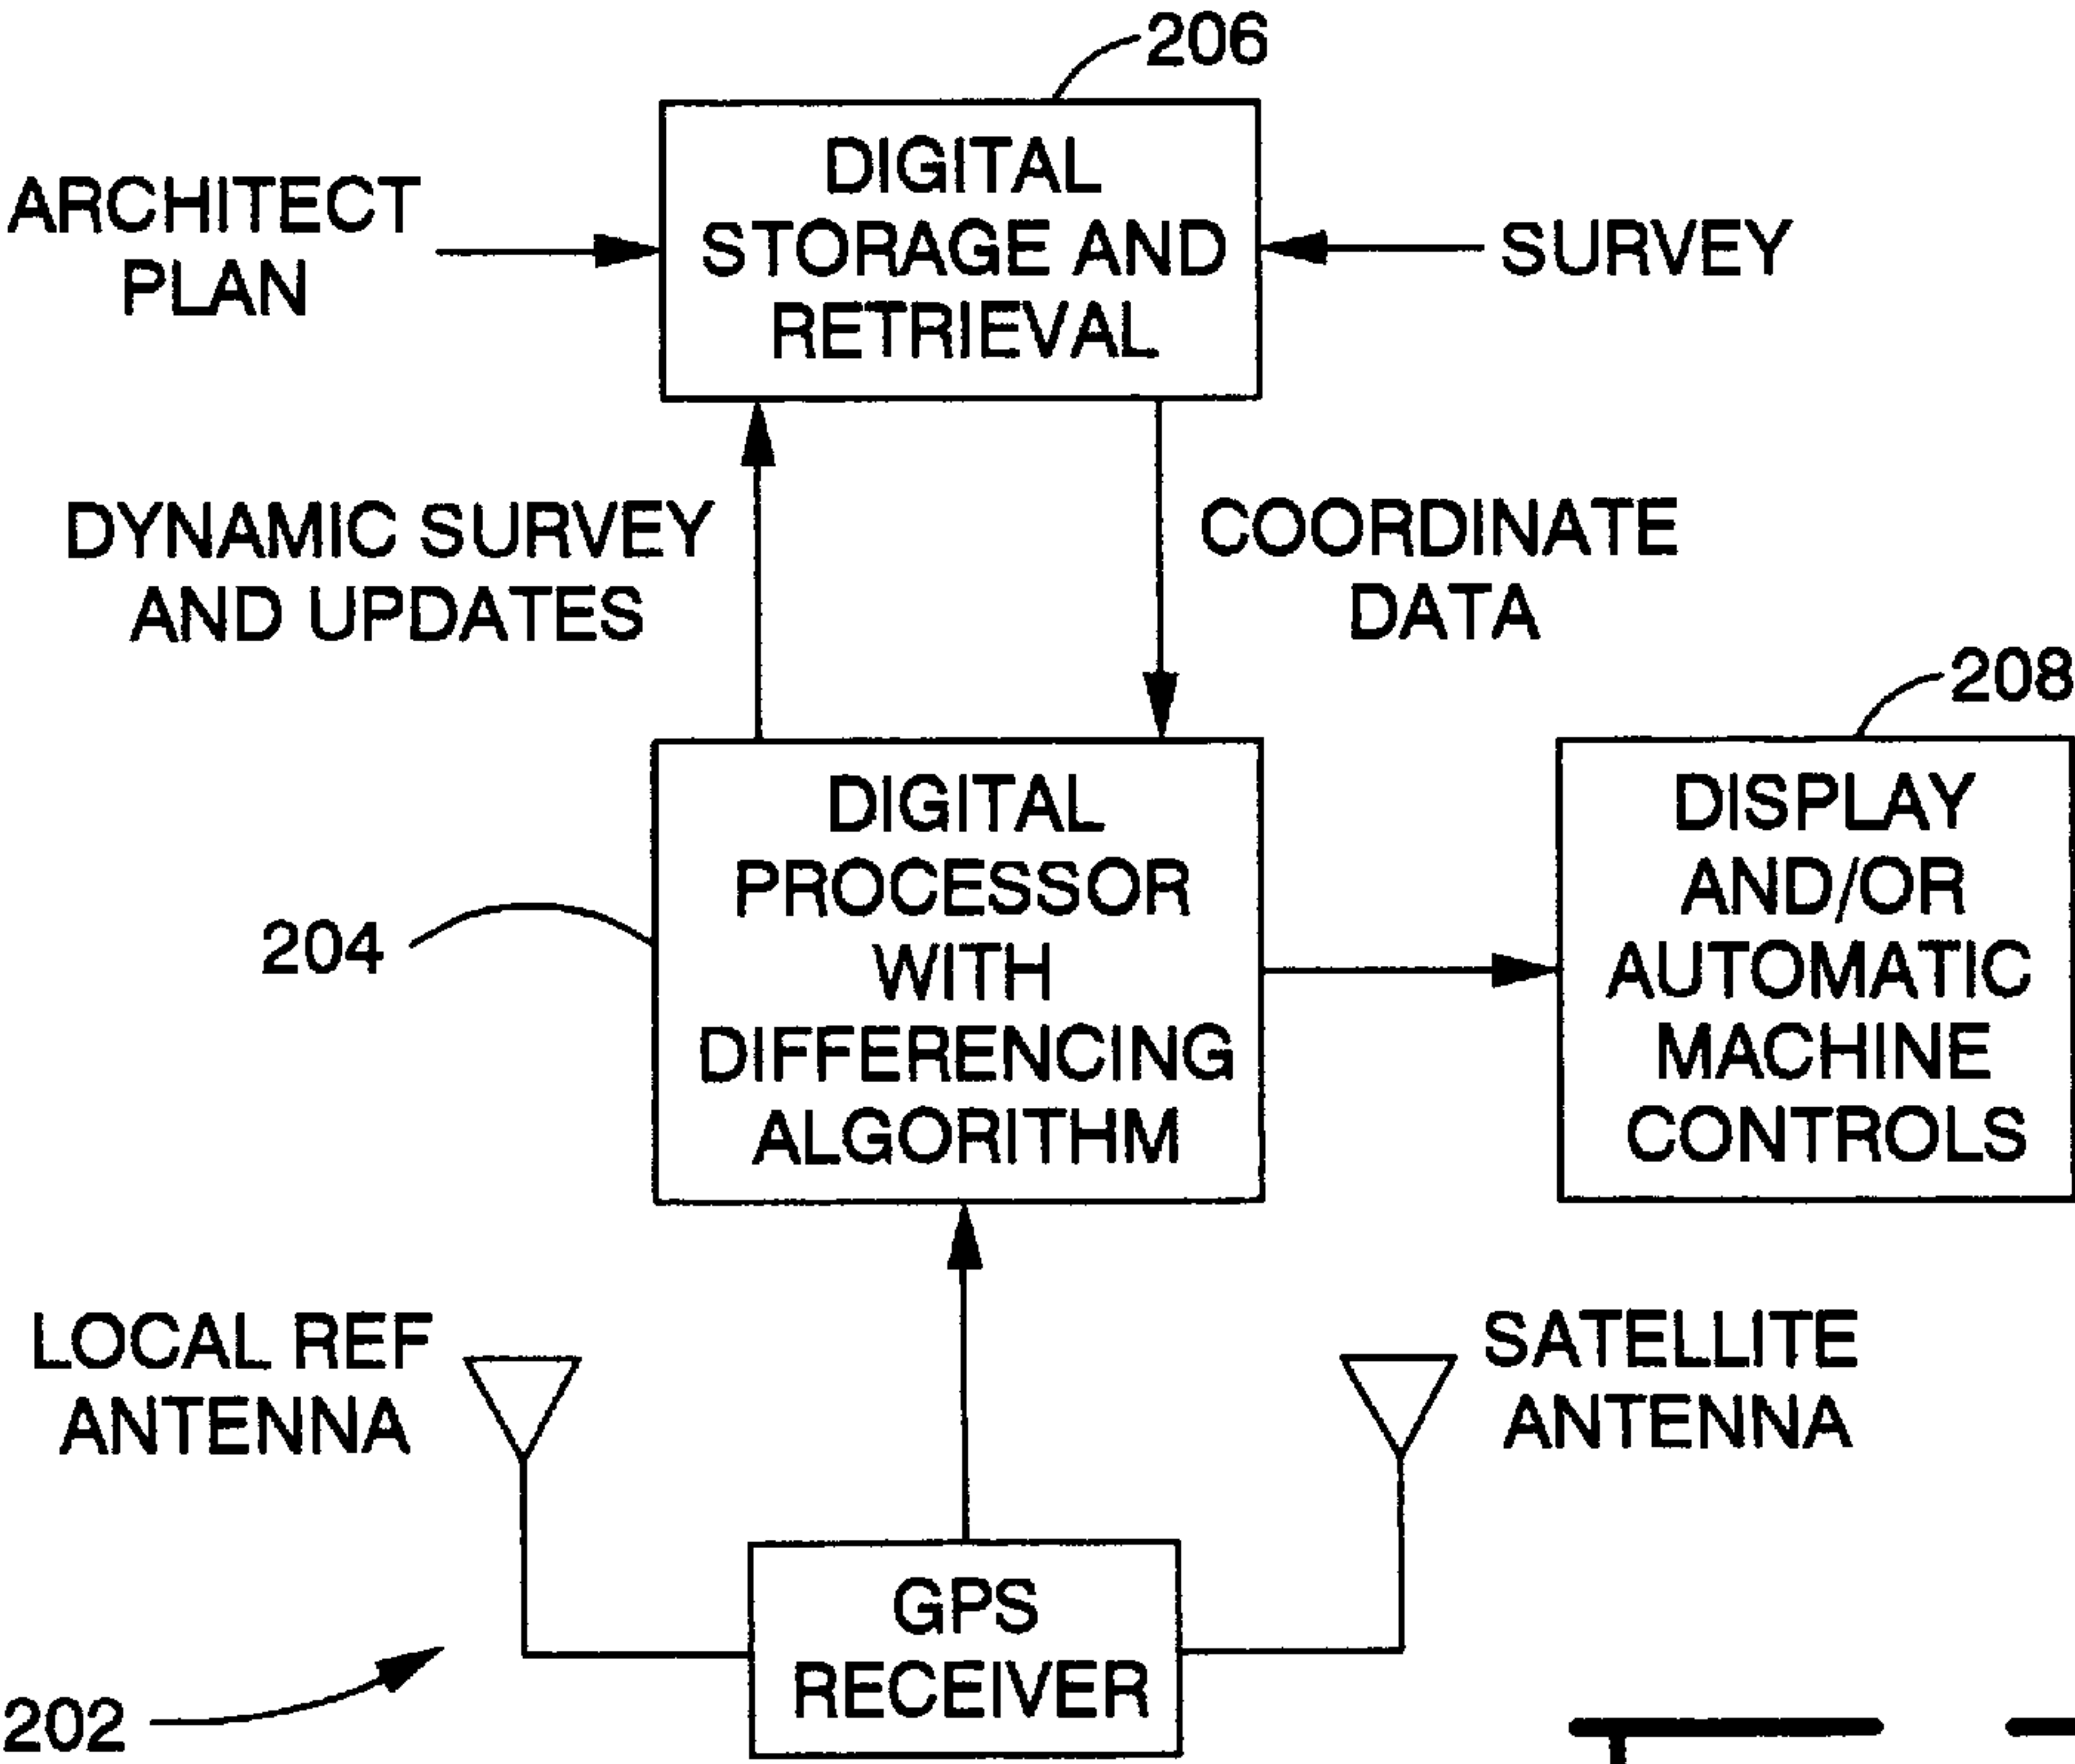 206
DIGITAL
STORAGE AND
RETRIEVAL
ARCHITECT
PLAN
SURVEY
DYNAMIC SURVEY
AND UPDATES
COORDINATE
DATA
208
DIGITAL
PROCESSOR
WITH
DIFFERENCING
ALGORITHM
204
DISPLAY
AND/OR
AUTOMATIC
MACHINE
CONTROLS
LOCAL REF
ANTENNA
SATELLITE
ANTENNA
GPS
RECEIVER
202